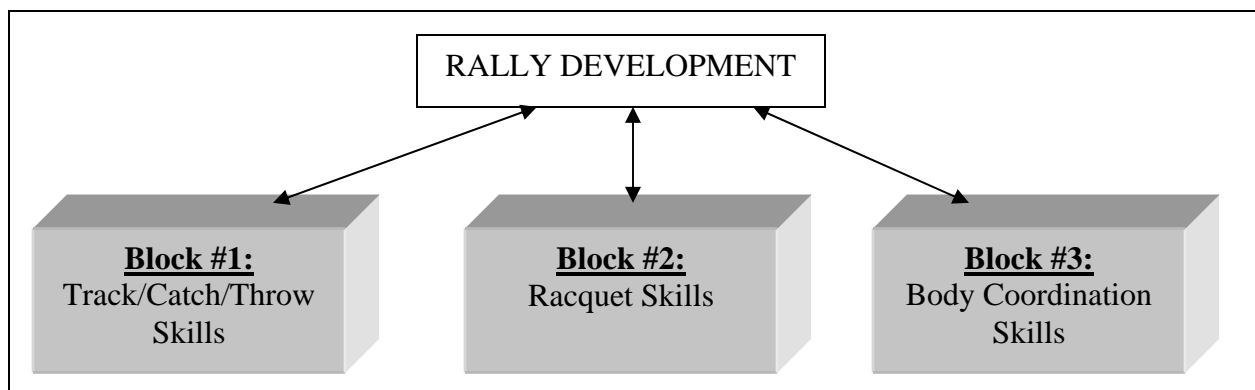 RALLY DEVELOPMENT
Block #1:
Track/Catch/Throw
Skills
Block #2:
Racquet Skills
Block #3:
Body Coordination
Skills